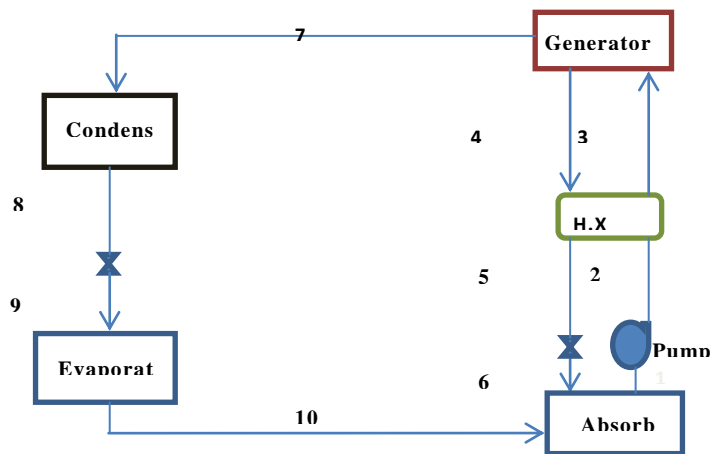 7
Generator
Condens
4 3
8
H.X
5 2
9
Pump
Evaporat
6 1
10
Absorb